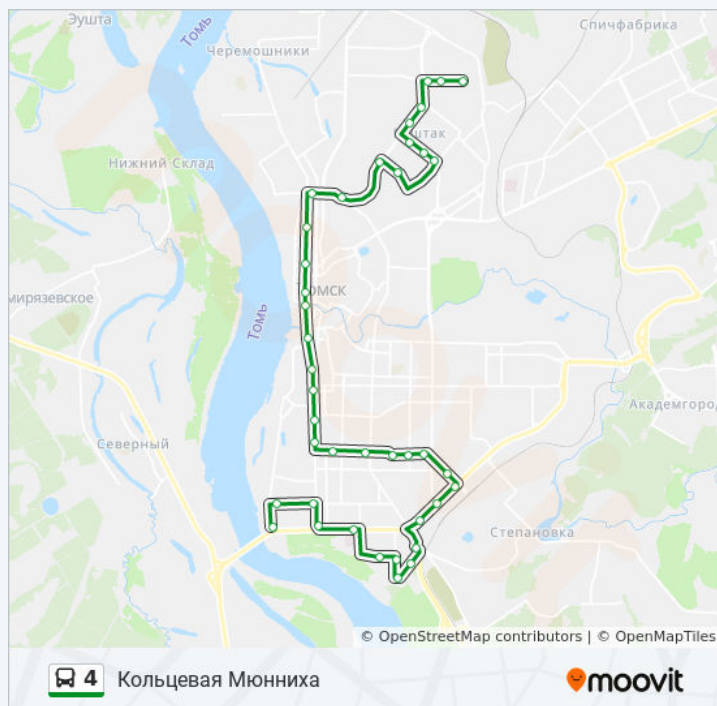 Эушта
Томь
Спичфабрика
Черемошники
штак
Нижний Склад
ОМСК
мирязевское
Томь
Академгород
Северный
Степановка
© OpenStreetMap contributors | © OpenMapTiles
4 Кольцевая Мюнниха
moovit